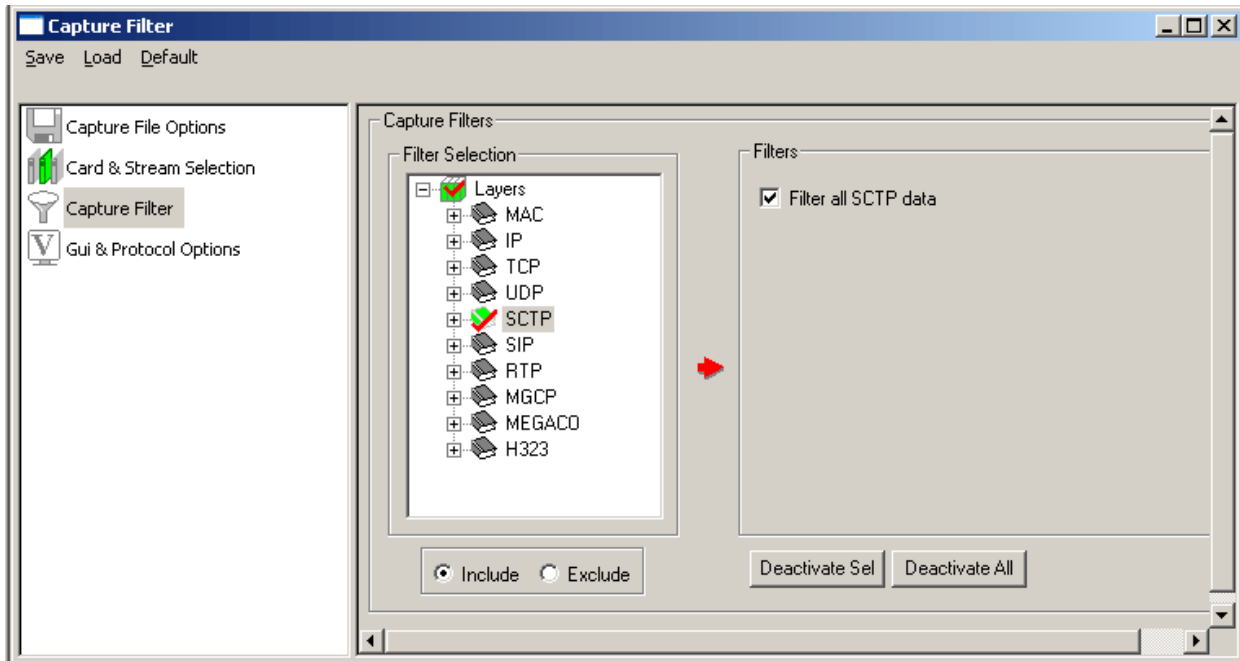 Capture Filter
Save Load Default
Capture File Options
Card & Stream Selection
Capture Filter
Gui & Protocol Options
Capture Filters
Filter Selection
Layers
MAC
IP
TCP
UDP
SCTP
SIP
RTP
MGCP
MEGACO
H323
Include Exclude
Filters
Filter all SCTP data
Deactivate Sel Deactivate All